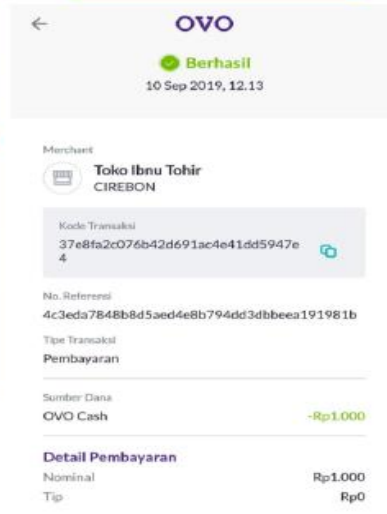 OVO
Berhasil
10 Sep 2019, 12.13
Merchant
Toko Ibnu Tohir
CIREBON
Kode Transaksi
37e8fa2c076b42d691ac4e41dd5947e
4
No. Referensi
4c3eda7848b8d5aed4e8b794dd3dbbeea191981b
Tipe Transaksi
Pembayaran
Sumber Dana
OVO Cash -Rp1.000
Detail Pembayaran
Nominal Rp1.000
Tip Rp0